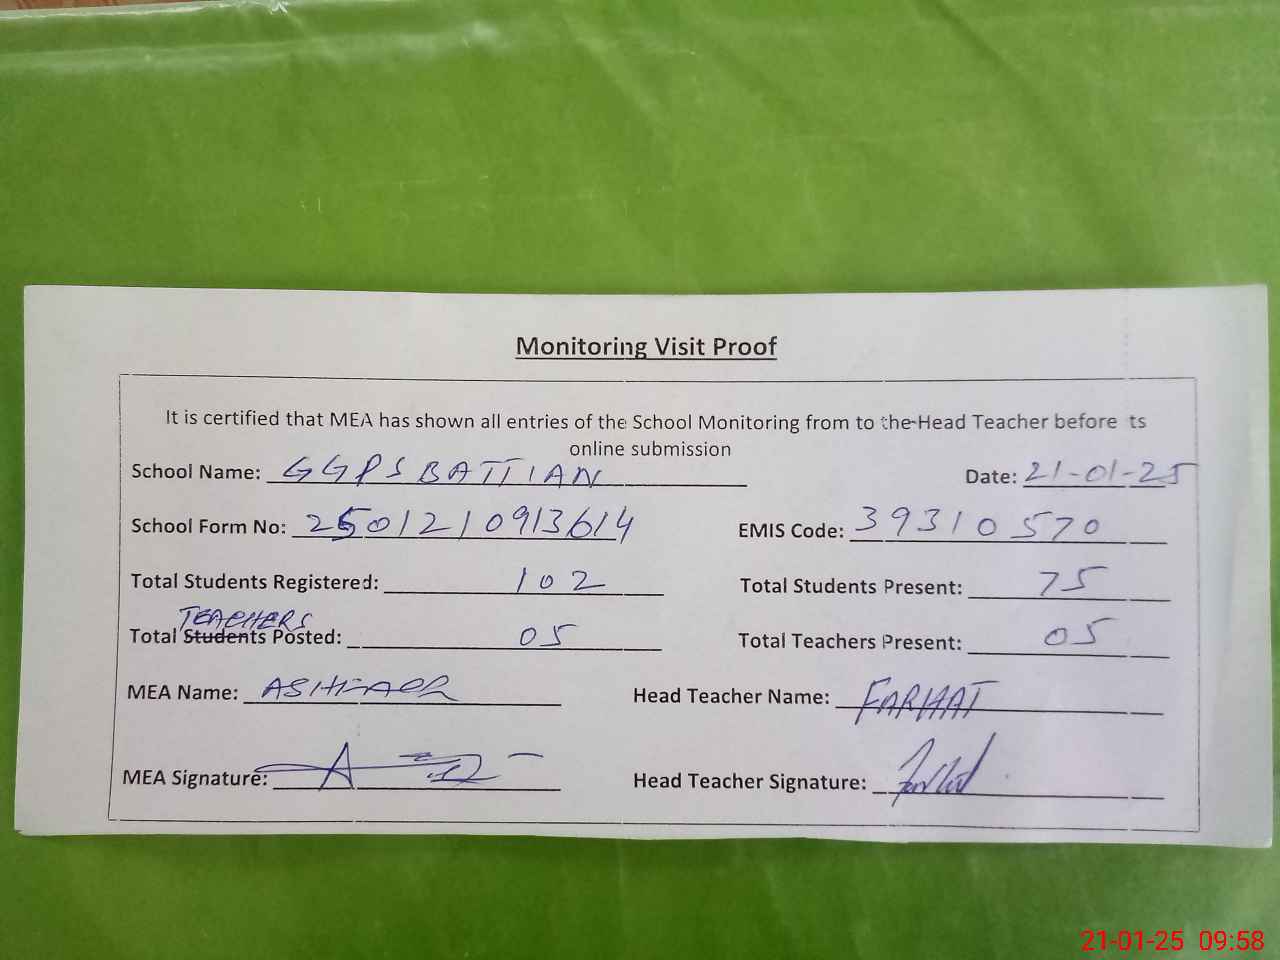 Monitoring Visit Proof
It is certified that MEA has shown all entries of the School Monitoring from to the Head Teacher before ts
online submission
School Name: GGPS BATTIAN Date: 21-01-25
School Form No: 2501210913614 EMIS Code: 39310570
Total Students Registered: 102 Total Students Present: 75
TEACHERS
Total Students Posted: 05 Total Teachers Present: 05
MEA Name: Head Teacher Name: FARHAT
MEA Signature: Head Teacher Signature: Farhat
21-01-25 09:58